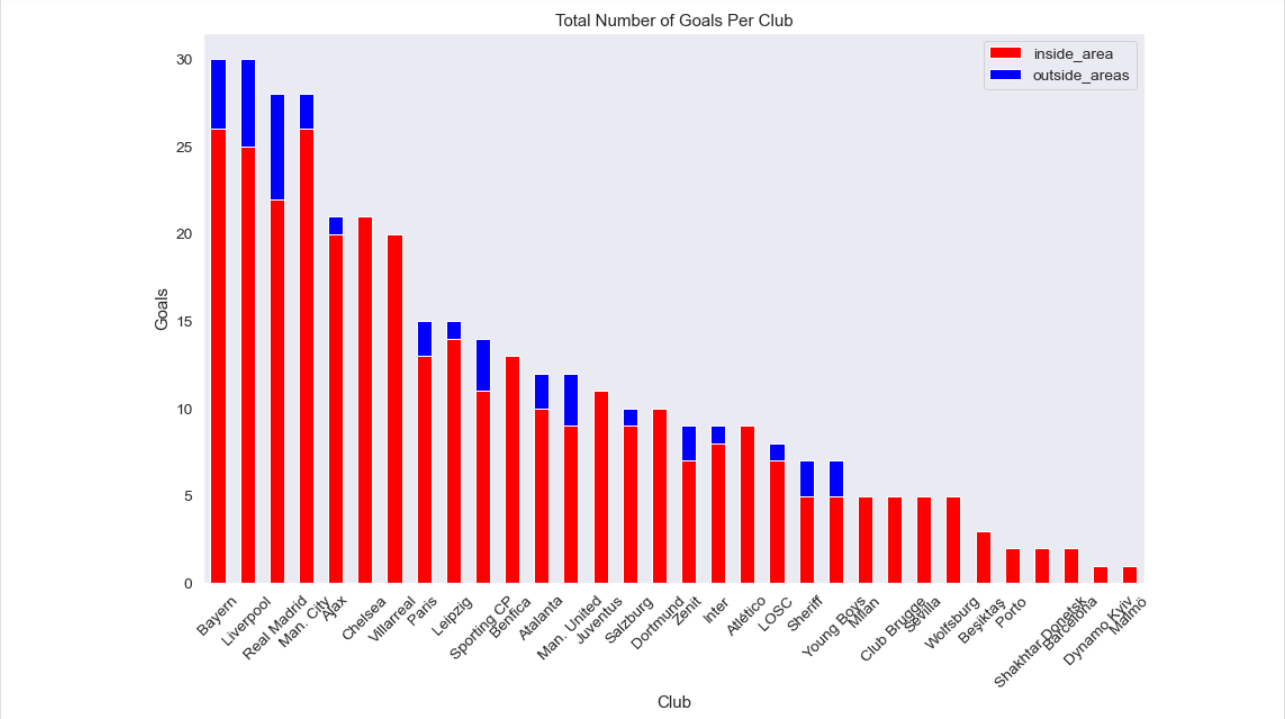 Total Number of Goals Per Club
inside_area
outside_areas
Goals
30
25
20
15
10
5
0
Bayern
Liverpool
Real Madrid
Man. City
Ajax
Chelsea
Villarreal
Paris
Leipzig
Sporting CP
Benfica
Atalanta
Man. United
Juventus
Salzburg
Dortmund
Zenit
Inter
Atlético
LOSC
Sheriff
Young Boys
Milan
Club Brugge
Sevilla
Wolfsburg
Beşiktaş
Porto
Shakhtar Donetsk
Barcelona
Dynamo Kyiv
Malmö
Club